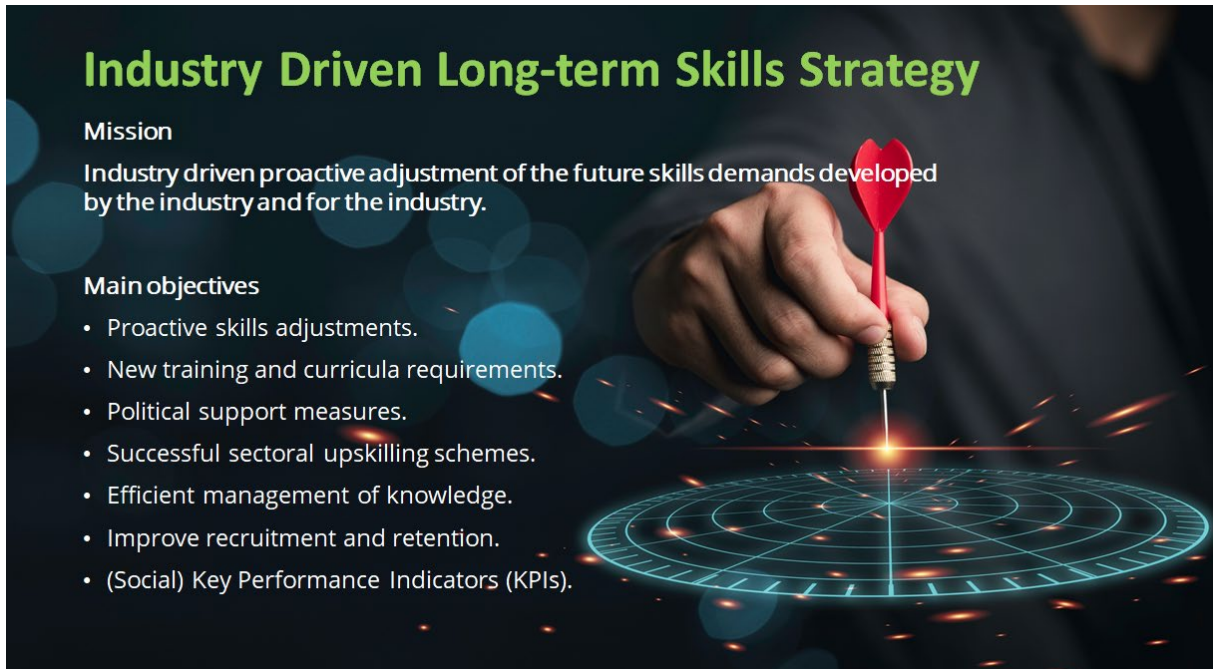 Industry Driven Long-term Skills Strategy
Mission
Industry driven proactive adjustment of the future skills demands developed
by the industry and for the industry.
Main objectives
• Proactive skills adjustments.
• New training and curricula requirements.
• Political support measures.
• Successful sectoral upskilling schemes.
• Efficient management of knowledge.
• Improve recruitment and retention.
• (Social) Key Performance Indicators (KPIs).